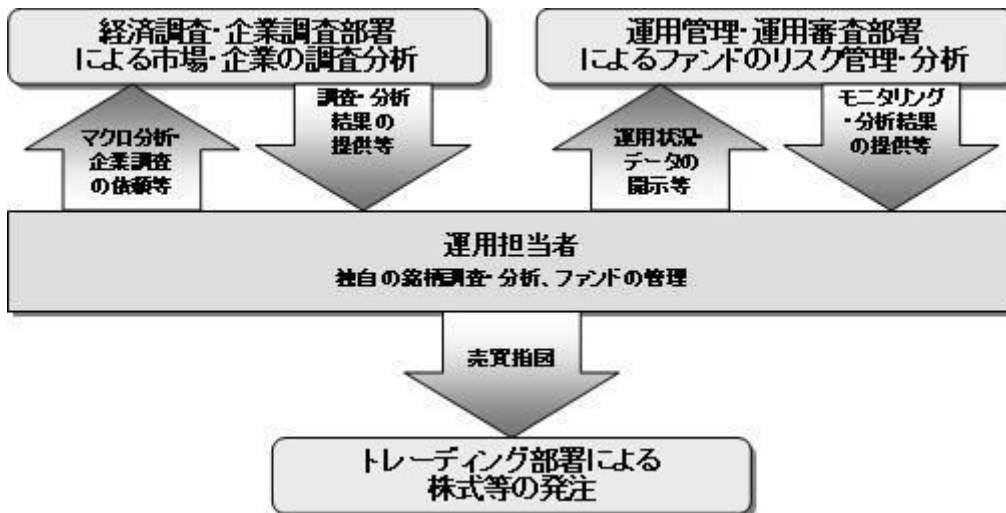 経済調査・企業調査部署
による市場・企業の調査分析
運用管理・運用審査部署
によるファンドのリスク管理・分析
マクロ分析・
企業調査
の依頼等
調査・分析
結果の
提供等
運用状況・
データの
開示等
モニタリング
・分析結果
の提供等
運用担当者
独自の銘柄調査・分析、ファンドの管理
売買指図
トレーディング部署による
株式等の発注